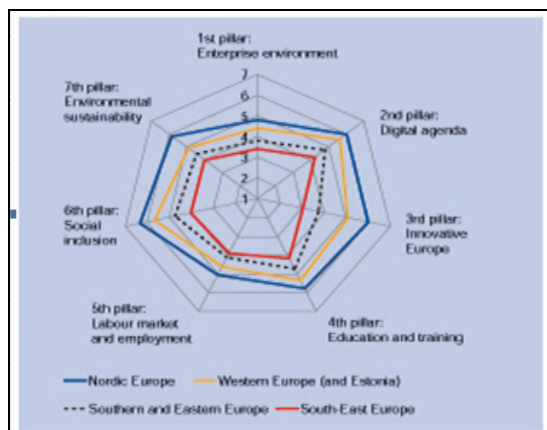 1st pillar:
Enterprise environment
7
6
5
4
3
2
1
7th pillar:
Environmental
sustainability
2nd pillar:
Digital agenda
6th pillar:
Social
inclusion
3rd pillar:
Innovative
Europe
5th pillar:
Labour market
and employment
4th pillar:
Education and training
Nordic Europe
Western Europe (and Estonia)
Southern and Eastern Europe
South-East Europe